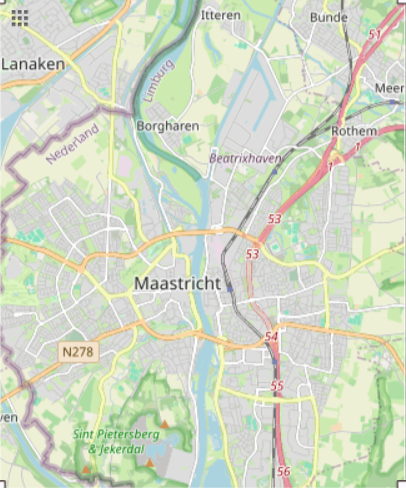 Itteren
Bunde
51
Lanaken
Limburg
Meer
Borgharen
Rothem
Nederland
Beatrixhaven
1
1
53
53
Maastricht
54
N278
55
ven
Sint Pietersberg
& Jekerdal
56